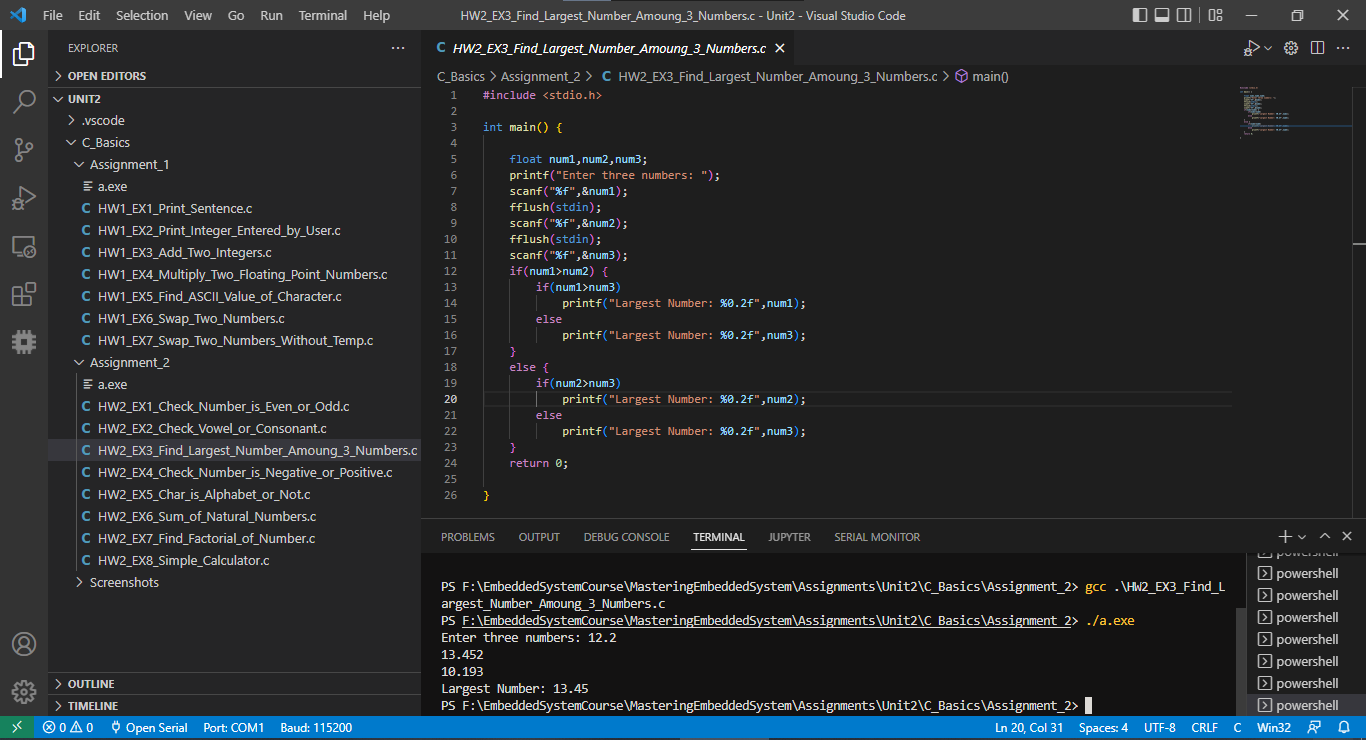 File Edit Selection View Go Run Terminal Help HW2_EX3_Find_Largest_Number_Amoung_3_Numbers.c - Unit2 - Visual Studio Code
EXPLORER
OPEN EDITORS
UNIT2
.vscode
C_Basics
Assignment_1
a.exe
C HW1_EX1_Print_Sentence.c
C HW1_EX2_Print_Integer_Entered_by_User.c
C HW1_EX3_Add_Two_Integers.c
C HW1_EX4_Multiply_Two_Floating_Point_Numbers.c
C HW1_EX5_Find_ASCII_Value_of_Character.c
C HW1_EX6_Swap_Two_Numbers.c
C HW1_EX7_Swap_Two_Numbers_Without_Temp.c
Assignment_2
a.exe
C HW2_EX1_Check_Number_is_Even_or_Odd.c
C HW2_EX2_Check_Vowel_or_Consonant.c
C HW2_EX3_Find_Largest_Number_Amoung_3_Numbers.c
C HW2_EX4_Check_Number_is_Negative_or_Positive.c
C HW2_EX5_Char_is_Alphabet_or_Not.c
C HW2_EX6_Sum_of_Natural_Numbers.c
C HW2_EX7_Find_Factorial_of_Number.c
C HW2_EX8_Simple_Calculator.c
Screenshots
OUTLINE
TIMELINE
C HW2_EX3_Find_Largest_Number_Amoung_3_Numbers.c
C_Basics > Assignment_2 > C HW2_EX3_Find_Largest_Number_Amoung_3_Numbers.c > main()
1 #include <stdio.h>
2
3 int main() {
4
5 float num1,num2,num3;
6 printf("Enter three numbers: ");
7 scanf("%f",&num1);
8 fflush(stdin);
9 scanf("%f",&num2);
10 fflush(stdin);
11 scanf("%f",&num3);
12 if(num1>num2) {
13 if(num1>num3)
14 printf("Largest Number: %0.2f",num1);
15 else
16 printf("Largest Number: %0.2f",num3);
17 }
18 else {
19 if(num2>num3)
20 printf("Largest Number: %0.2f",num2);
21 else
22 printf("Largest Number: %0.2f",num3);
23 }
24 return 0;
25
26 }
PROBLEMS OUTPUT DEBUG CONSOLE TERMINAL JUPYTER SERIAL MONITOR
PS F:\EmbeddedSystemCourse\MasteringEmbeddedSystem\Assignments\Unit2\C_Basics\Assignment_2> gcc .\HW2_EX3_Find_L
argest_Number_Amoung_3_Numbers.c
PS F:\EmbeddedSystemCourse\MasteringEmbeddedSystem\Assignments\Unit2\C_Basics\Assignment_2> ./a.exe
Enter three numbers: 12.2
13.452
10.193
Largest Number: 13.45
PS F:\EmbeddedSystemCourse\MasteringEmbeddedSystem\Assignments\Unit2\C_Basics\Assignment_2>
powershell
powershell
powershell
powershell
powershell
powershell
powershell
powershell
0 0 Open Serial Port: COM1 Baud: 115200 Ln 20, Col 31 Spaces: 4 UTF-8 CRLF C Win32